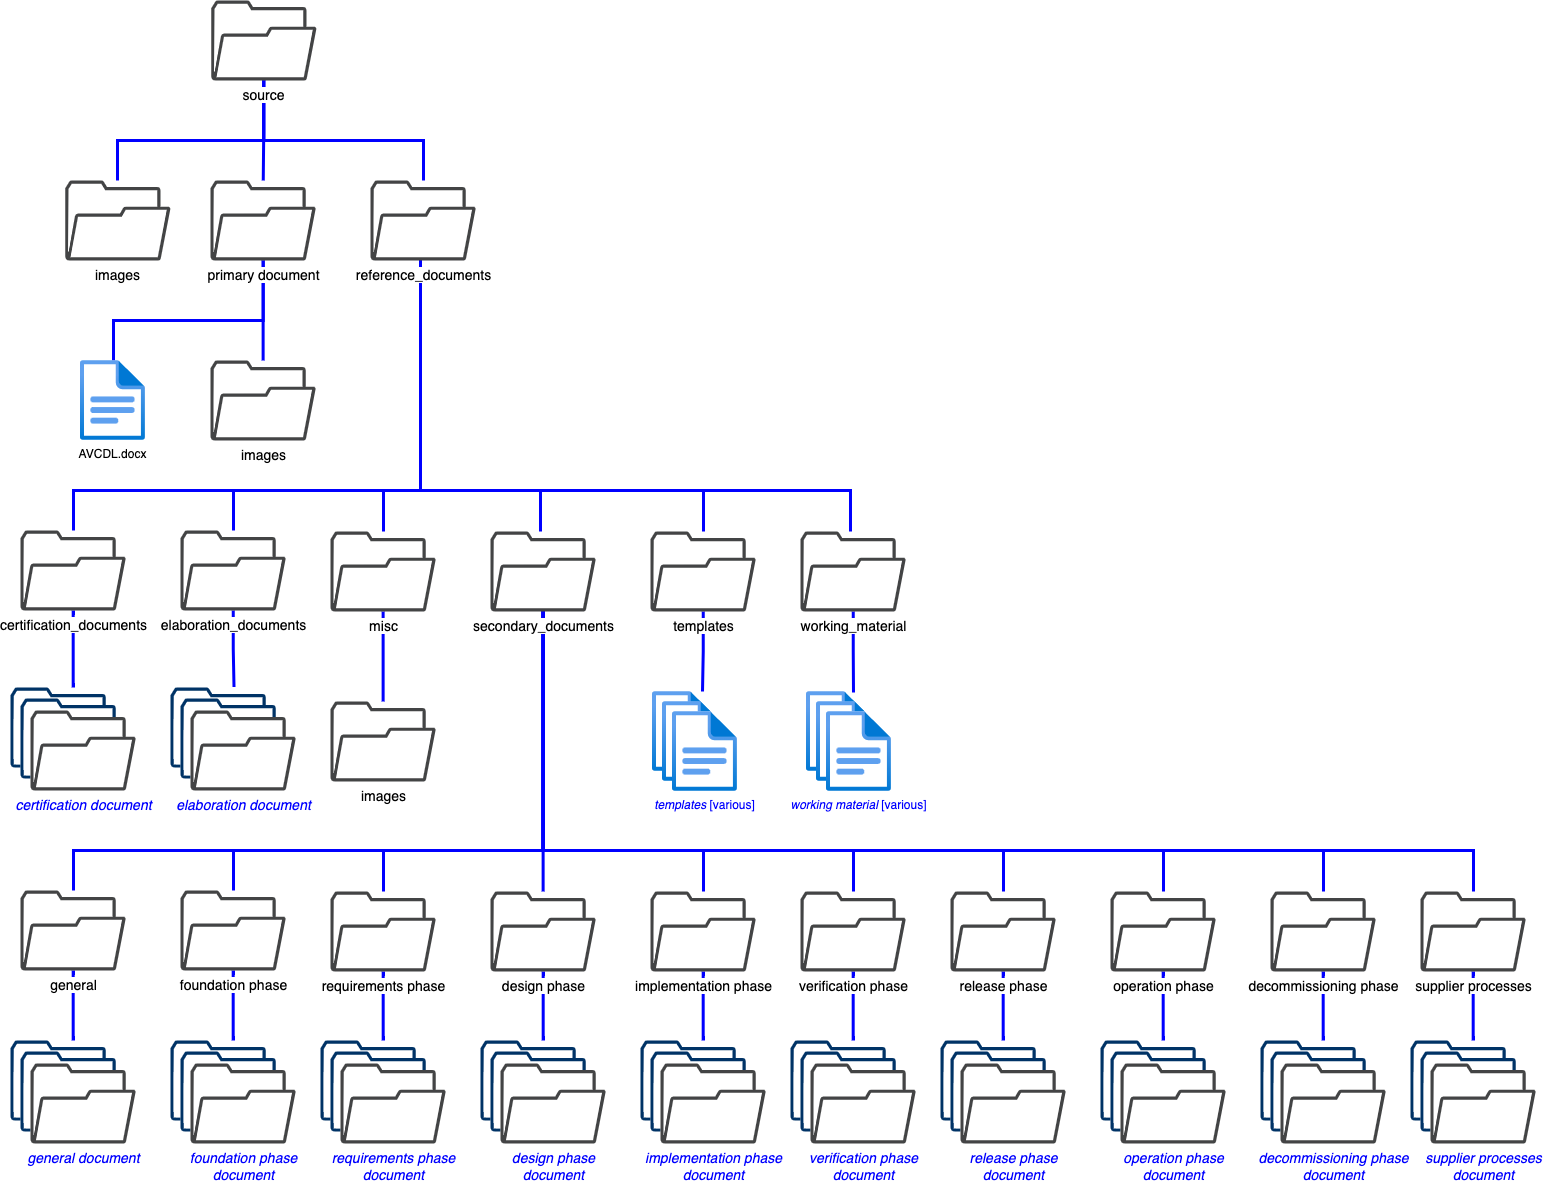 source
images
primary document
reference_documents
AVCDL.docx
images
certification_documents
elaboration_documents
misc
secondary_documents
templates
working_material
certification document
elaboration document
images
templates [various]
working material [various]
general
foundation phase
requirements phase
design phase
implementation phase
verification phase
release phase
operation phase
decommissioning phase
supplier processes
general document
foundation phase
document
requirements phase
document
design phase
document
implementation phase
document
verification phase
document
release phase
document
operation phase
document
decommissioning phase
document
supplier processes
document